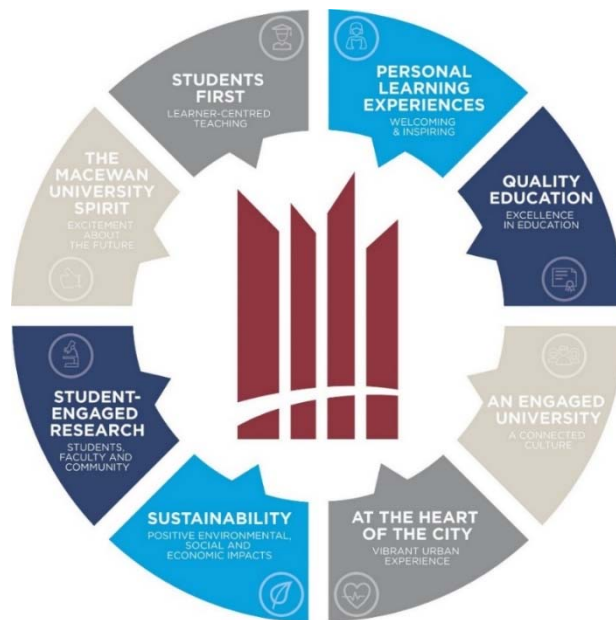 STUDENTS
FIRST
LEARNER-CENTRED
TEACHING
PERSONAL
LEARNING
EXPERIENCES
WELCOMING
& INSPIRING
QUALITY
EDUCATION
EXCELLENCE
IN EDUCATION
AN ENGAGED
UNIVERSITY
A CONNECTED
CULTURE
AT THE HEART
OF THE CITY
VIBRANT URBAN
EXPERIENCE
SUSTAINABILITY
POSITIVE ENVIRONMENTAL,
SOCIAL AND
ECONOMIC IMPACTS
STUDENT-
ENGAGED
RESEARCH
STUDENTS,
FACULTY AND
COMMUNITY
THE
MACEWAN
UNIVERSITY
SPIRIT
EXCITEMENT
ABOUT
THE FUTURE